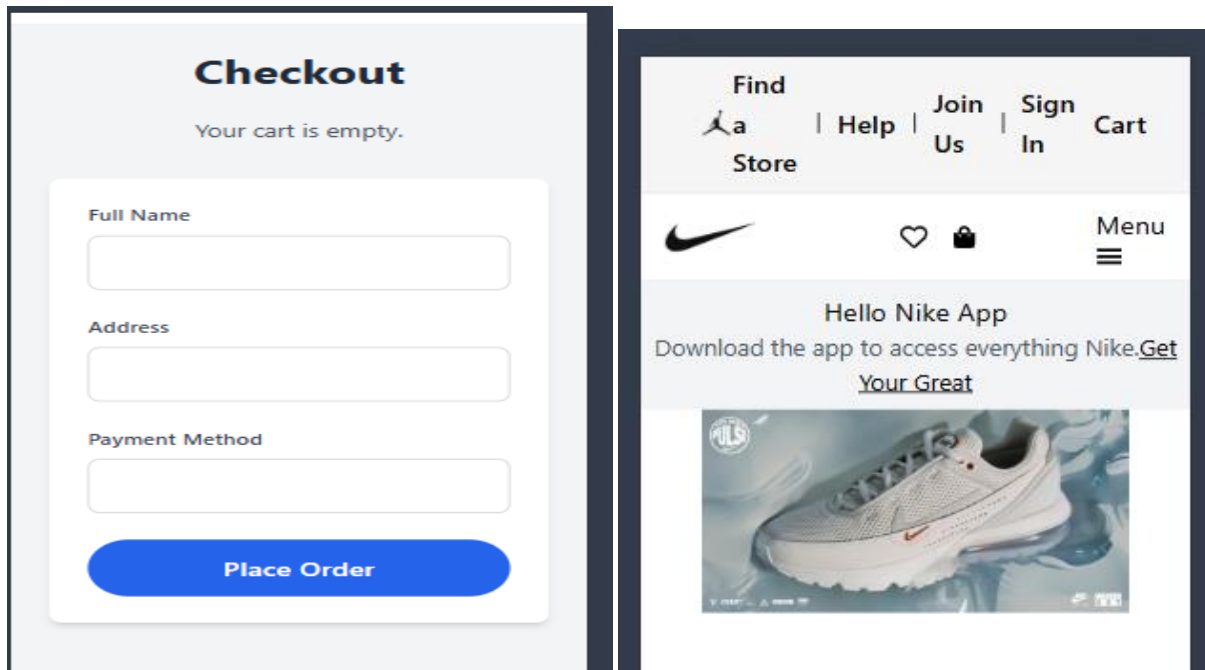 Checkout
Your cart is empty.
Full Name
Address
Payment Method
Place Order
Find a Store | Help | Join Us | Sign In Cart
Menu
Hello Nike App
Download the app to access everything Nike.Get
Your Great